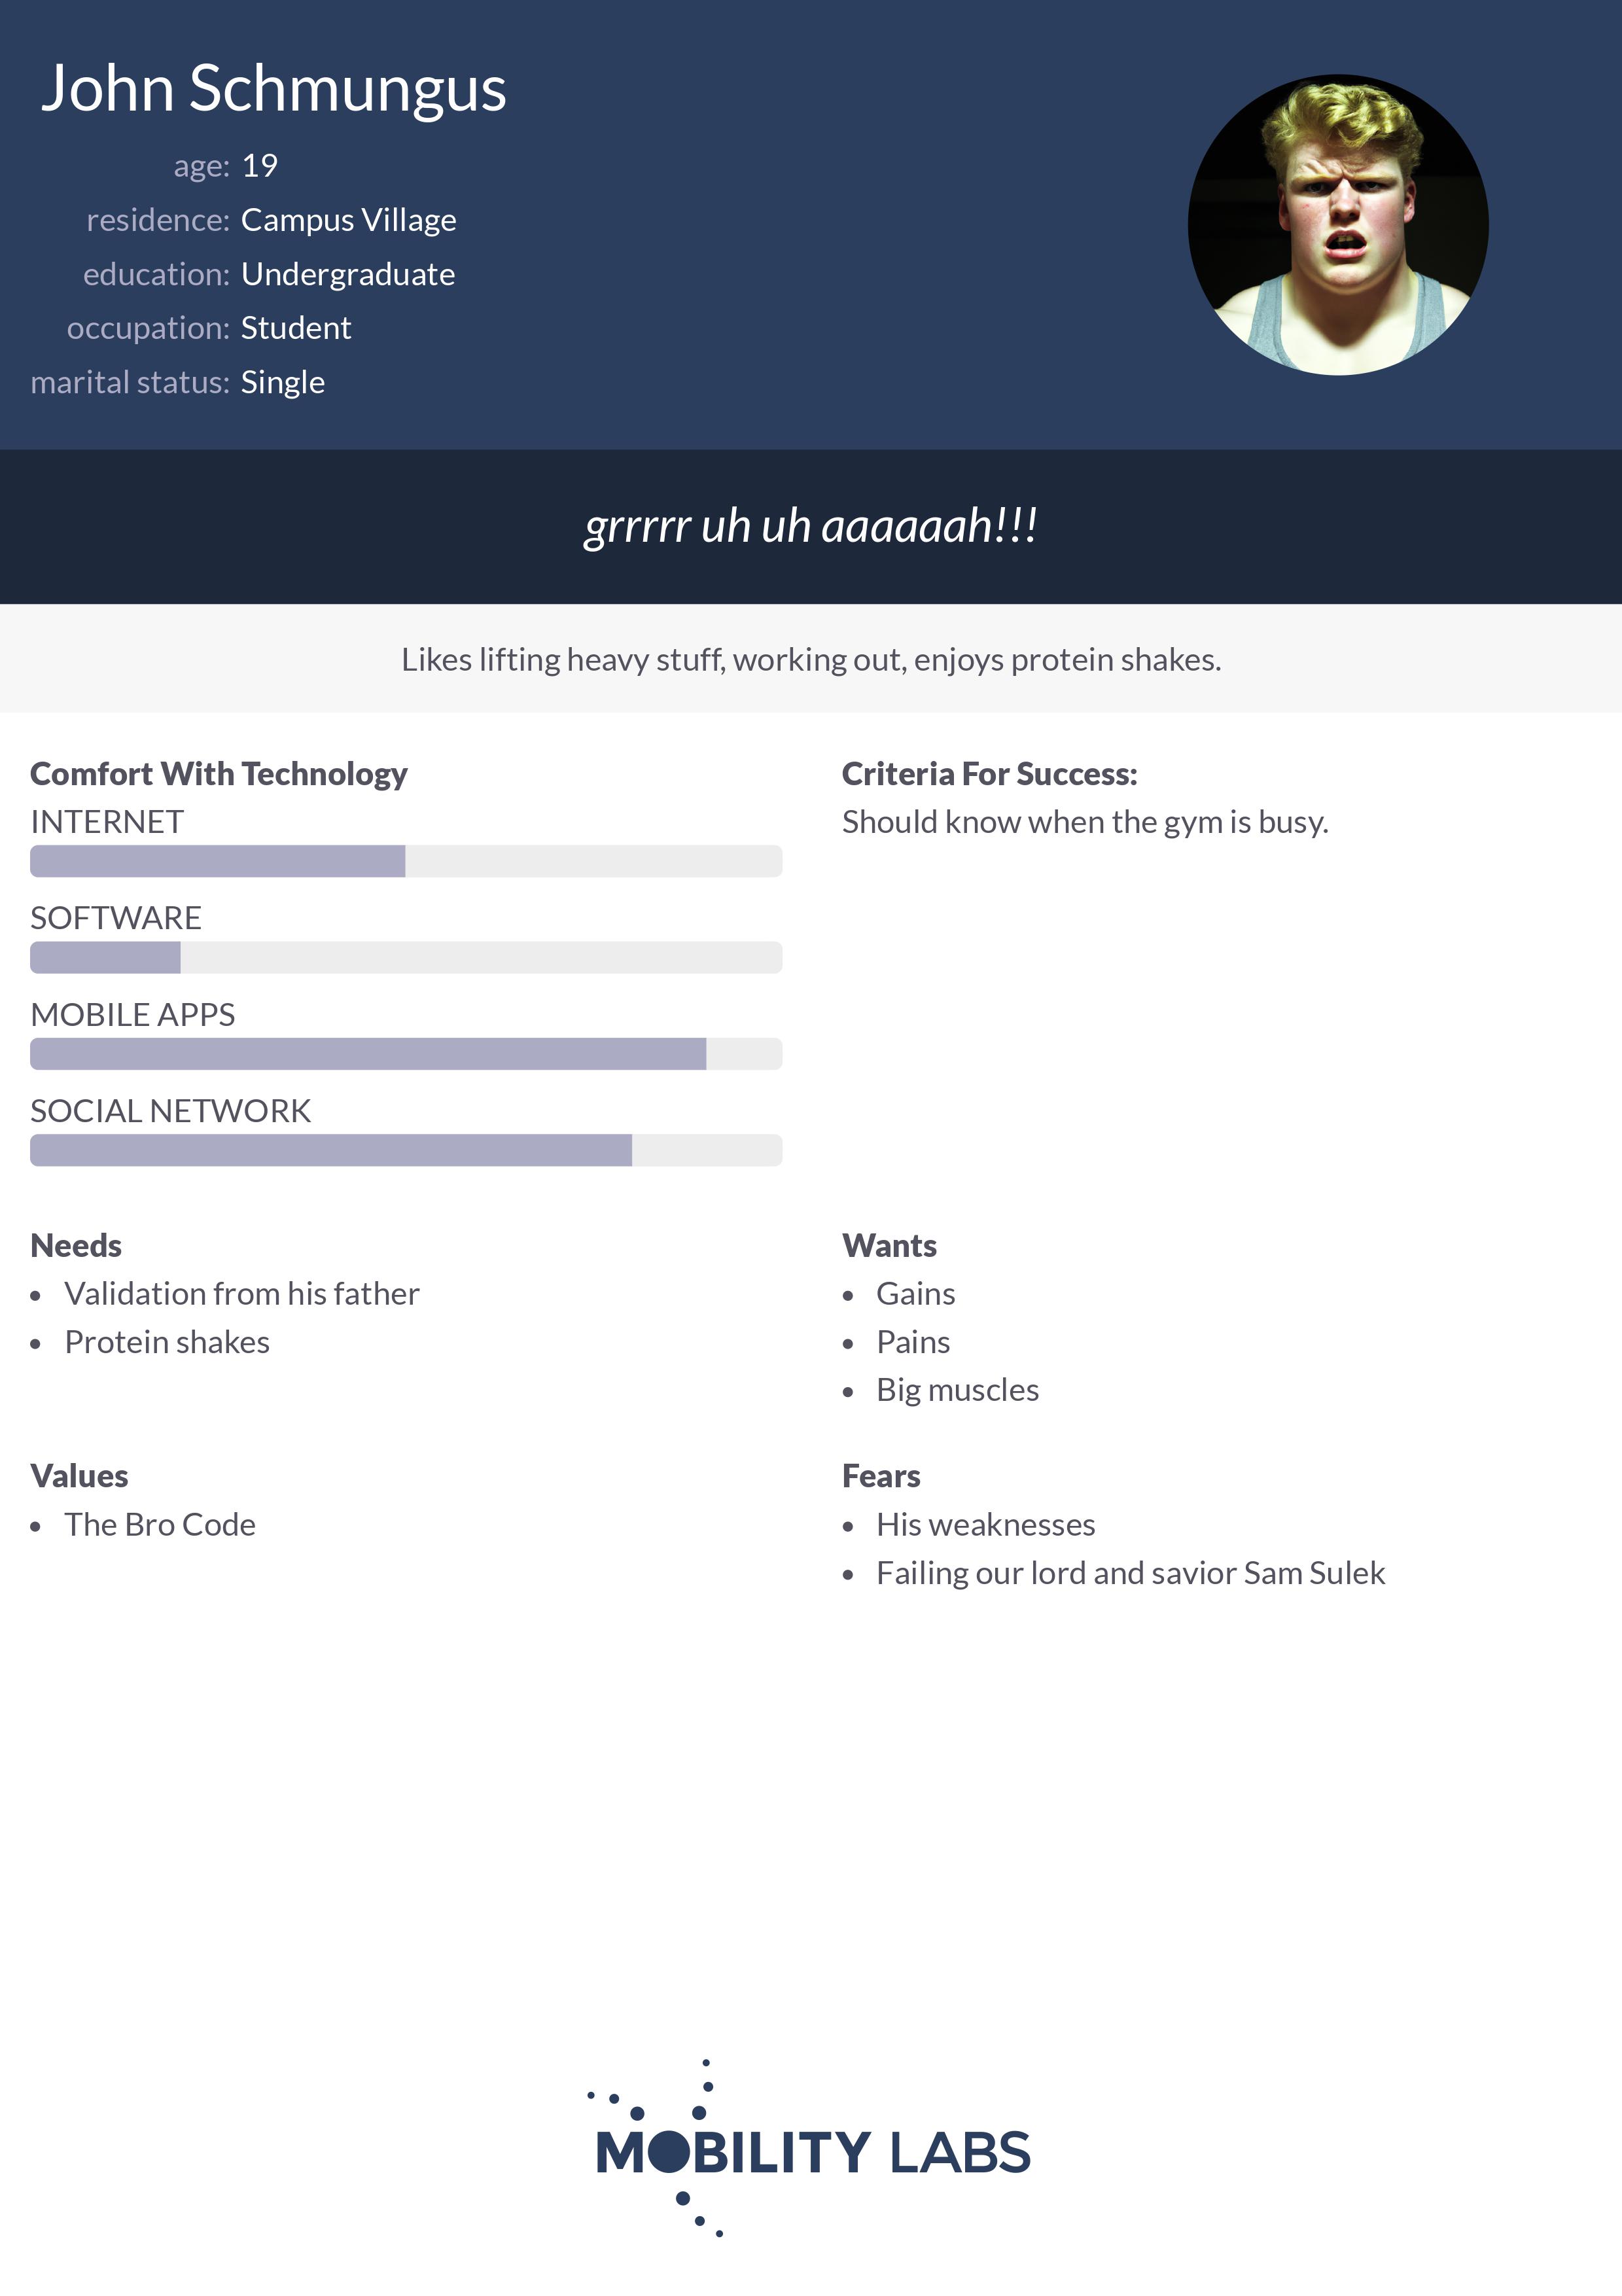 John Schmungus
age: 19
residence: Campus Village
education: Undergraduate
occupation: Student
marital status: Single
grrrrr uh uh aaaaaah!!!
Likes lifting heavy stuff, working out, enjoys protein shakes.
Comfort With Technology
INTERNET
SOFTWARE
MOBILE APPS
SOCIAL NETWORK
Criteria For Success:
Should know when the gym is busy.
Needs
• Validation from his father
• Protein shakes
Wants
• Gains
• Pains
• Big muscles
Values
• The Bro Code
Fears
• His weaknesses
• Failing our lord and savior Sam Sulek
MOBILITY LABS